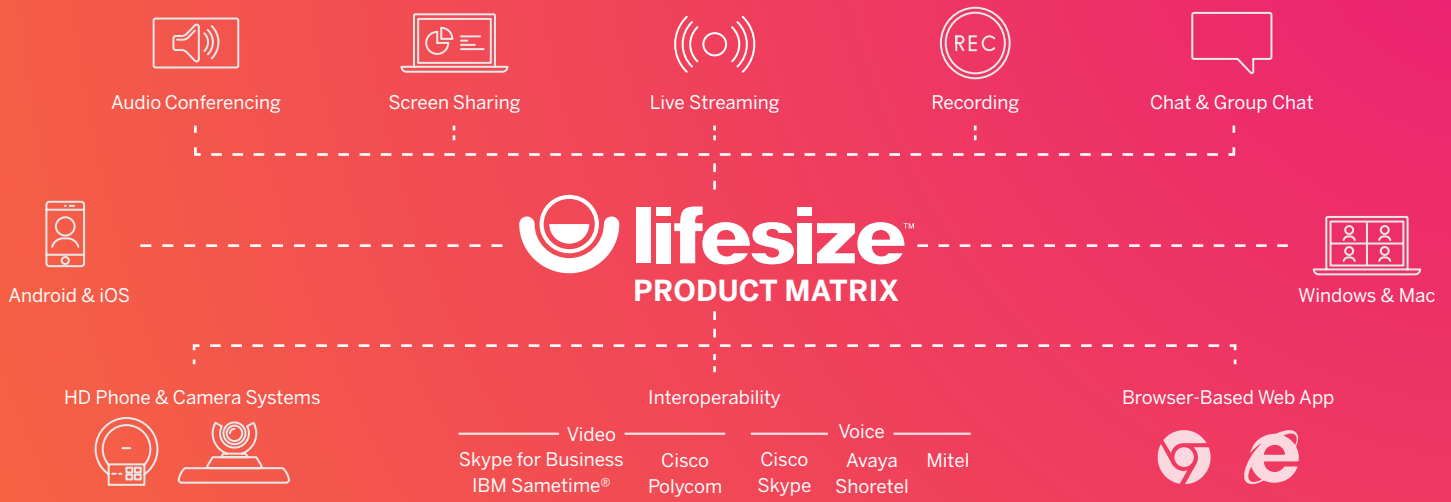 REC
Audio Conferencing
Screen Sharing
Live Streaming
Recording
Chat & Group Chat
lifesize™
PRODUCT MATRIX
Android & iOS
Windows & Mac
HD Phone & Camera Systems
Interoperability
Browser-Based Web App
Video
Skype for Business
IBM Sametime®
Cisco
Polycom
Voice
Cisco
Skype
Avaya
Shoretel
Mitel